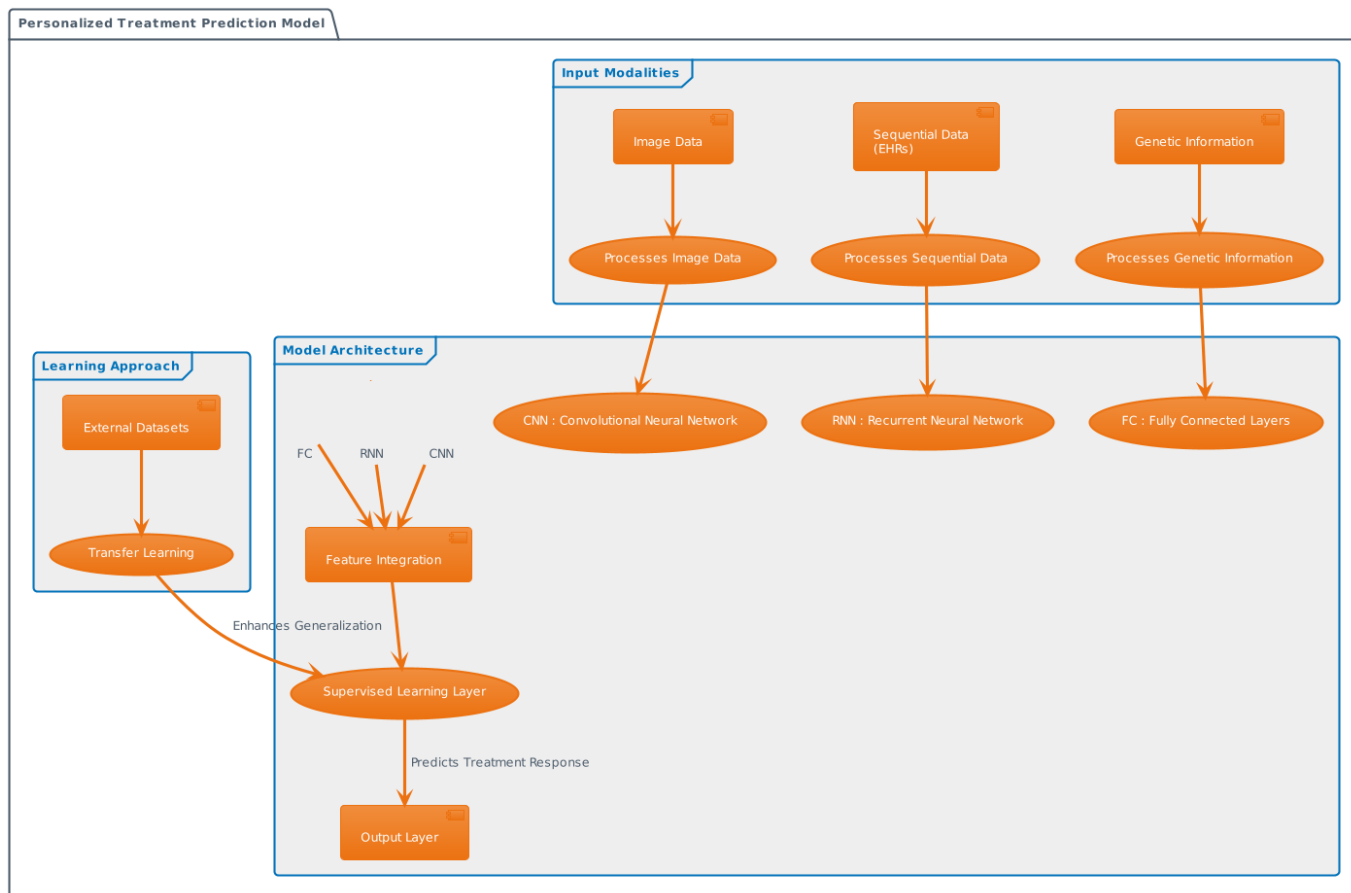 Personalized Treatment Prediction Model
Input Modalities
Image Data
Sequential Data
(EHRs)
Genetic Information
Processes Image Data
Processes Sequential Data
Processes Genetic Information
Model Architecture
Learning Approach
External Datasets
CNN : Convolutional Neural Network
RNN : Recurrent Neural Network
FC : Fully Connected Layers
FC
RNN
CNN
Transfer Learning
Feature Integration
Enhances Generalization
Supervised Learning Layer
Predicts Treatment Response
Output Layer